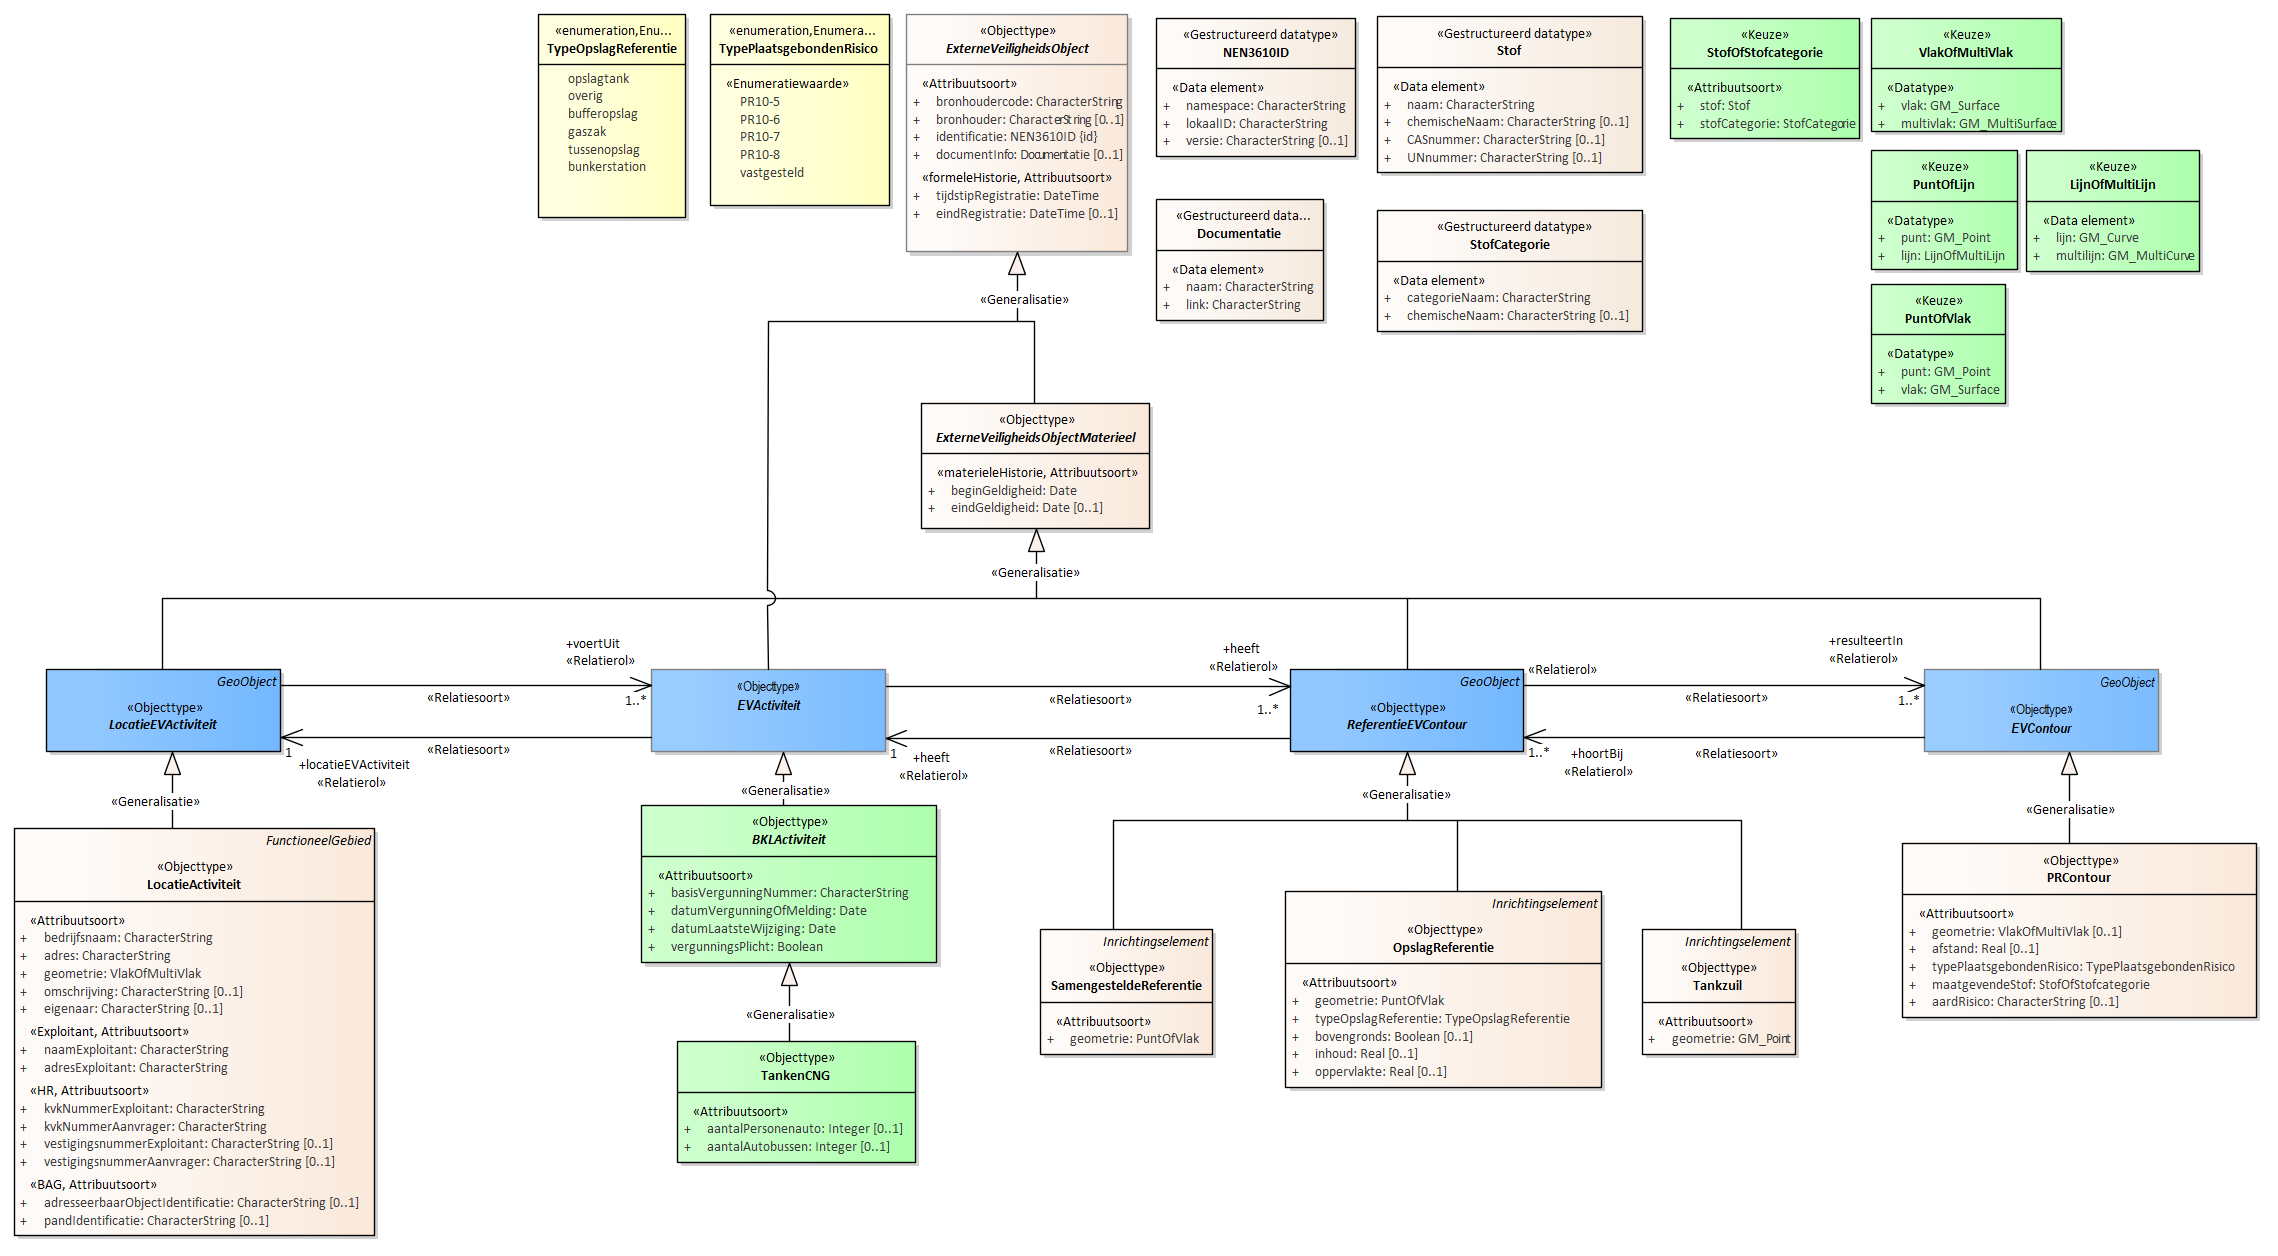 «enumeration,Enu...
TypeOpslagReferentie
opslagtank
overig
bufferopslag
gaszak
tussenopslag
bunkerstation
«enumeration,Enumera...
TypePlaatsgebondenRisico
«Enumeratiewaarde»
PR10-5
PR10-6
PR10-7
PR10-8
vastgesteld
«Objecttype»
ExterneVeiligheidsObject
«Attribuutsoort»
+ bronhoudercode: CharacterString
+ bronhouder: CharacterString [0..1]
+ identificatie: NEN3610ID {id}
+ documentInfo: Documentatie [0..1]
«formeleHistorie, Attribuutsoort»
+ tijdstipRegistratie: DateTime
+ eindRegistratie: DateTime [0..1]
«Gestructureerd datatype»
NEN3610ID
«Data element»
+ namespace: CharacterString
+ lokaalID: CharacterString
+ versie: CharacterString [0..1]
«Gestructureerd data...
Documentatie
«Data element»
+ naam: CharacterString
+ link: CharacterString
«Gestructureerd datatype»
Stof
«Data element»
+ naam: CharacterString
+ chemischeNaam: CharacterString [0..1]
+ CASnummer: CharacterString [0..1]
+ UNnummer: CharacterString [0..1]
«Gestructureerd datatype»
StofCategorie
«Data element»
+ categorieNaam: CharacterString
+ chemischeNaam: CharacterString [0..1]
«Keuze»
StofOfStofcategorie
«Attribuutsoort»
+ stof: Stof
+ stofCategorie: StofCategorie
«Keuze»
VlakOfMultiVlak
«Datatype»
+ vlak: GM_Surface
+ multivlak: GM_MultiSurface
«Keuze»
PuntOfLijn
«Datatype»
+ punt: GM_Point
+ lijn: LijnOfMultiLijn
«Keuze»
LijnOfMultiLijn
«Data element»
+ lijn: GM_Curve
+ multilijn: GM_MultiCurve
«Keuze»
PuntOfVlak
«Datatype»
+ punt: GM_Point
+ vlak: GM_Surface
«Generalisatie»
«Objecttype»
ExterneVeiligheidsObjectMaterieel
«materieleHistorie, Attribuutsoort»
+ beginGeldigheid: Date
+ eindGeldigheid: Date [0..1]
«Generalisatie»
GeoObject
«Objecttype»
LocatieEVActiviteit
+voertUit
«Relatierol»
«Relatiesoort»
1..*
«Relatiesoort»
1
+locatieEVActiviteit
«Relatierol»
«Objecttype»
EVActiviteit
+heeft
«Relatierol»
«Relatiesoort»
1..*
«Relatiesoort»
1
+heeft
«Relatierol»
GeoObject
«Objecttype»
ReferentieEVContour
«Relatierol»
+resulteertIn
«Relatierol»
«Relatiesoort»
1..*
«Relatiesoort»
1..*
+hoortBij
«Relatierol»
GeoObject
«Objecttype»
EVContour
«Generalisatie»
«Generalisatie»
«Generalisatie»
«Generalisatie»
FunctioneelGebied
«Objecttype»
LocatieActiviteit
«Attribuutsoort»
+ bedrijfsnaam: CharacterString
+ adres: CharacterString
+ geometrie: VlakOfMultiVlak
+ omschrijving: CharacterString [0..1]
+ eigenaar: CharacterString [0..1]
«Exploitant, Attribuutsoort»
+ naamExploitant: CharacterString
+ adresExploitant: CharacterString
«HR, Attribuutsoort»
+ kvkNummerExploitant: CharacterString
+ kvkNummerAanvrager: CharacterString
+ vestigingsnummerExploitant: CharacterString [0..1]
+ vestigingsnummerAanvrager: CharacterString [0..1]
«BAG, Attribuutsoort»
+ adresseerbaarObjectIdentificatie: CharacterString [0..1]
+ pandIdentificatie: CharacterString [0..1]
«Objecttype»
BKLActiviteit
«Attribuutsoort»
+ basisVergunningNummer: CharacterString
+ datumVergunningOfMelding: Date
+ datumLaatsteWijziging: Date
+ vergunningsPlicht: Boolean
«Generalisatie»
«Objecttype»
TankenCNG
«Attribuutsoort»
+ aantalPersonenauto: Integer [0..1]
+ aantalAutobussen: Integer [0..1]
Inrichtingselement
«Objecttype»
SamengesteldeReferentie
«Attribuutsoort»
+ geometrie: PuntOfVlak
Inrichtingselement
«Objecttype»
OpslagReferentie
«Attribuutsoort»
+ geometrie: PuntOfVlak
+ typeOpslagReferentie: TypeOpslagReferentie
+ bovengronds: Boolean [0..1]
+ inhoud: Real [0..1]
+ oppervlakte: Real [0..1]
Inrichtingselement
«Objecttype»
Tankzuil
«Attribuutsoort»
+ geometrie: GM_Point
«Objecttype»
PRContour
«Attribuutsoort»
+ geometrie: VlakOfMultiVlak [0..1]
+ afstand: Real [0..1]
+ typePlaatsgebondenRisico: TypePlaatsgebondenRisico
+ maatgevendeStof: StofOfStofcategorie
+ aardRisico: CharacterString [0..1]